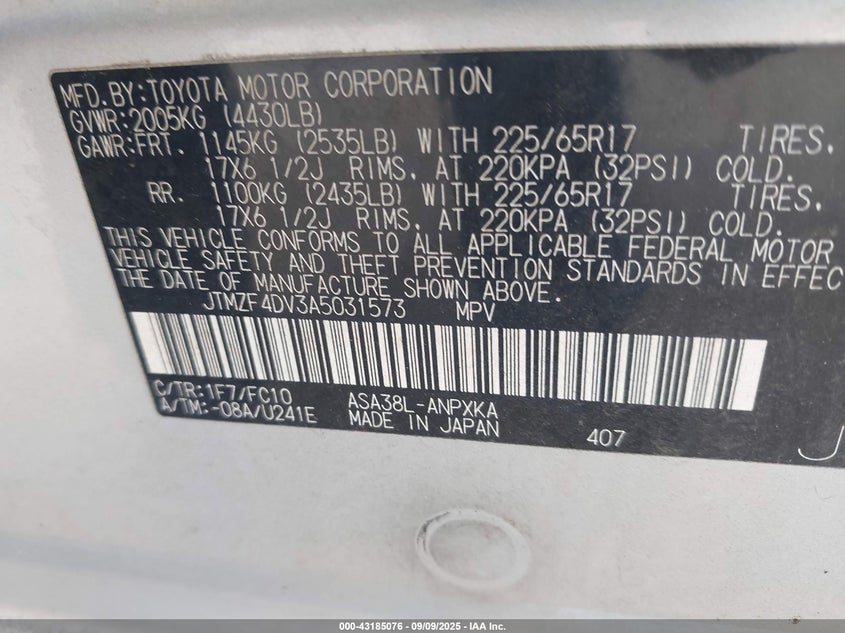 MFD.BY:TOYOTA MOTOR CORPORATION
GVWR:2005KG (4430LB)
GAWR:FRT. 1145KG (2535LB) WITH 225/65R17 TIRES.
17X6 1/2J RIMS. AT 220KPA (32PSI) COLD.
RR. 1100KG (2435LB) WITH 225/65R17 TIRES.
17X6 1/2J RIMS. AT 220KPA (32PSI) COLD.
THIS VEHICLE CONFORMS TO ALL APPLICABLE FEDERAL MOTOR
VEHICLE SAFETY AND THEFT PREVENTION STANDARDS IN EFFEC
THE DATE OF MANUFACTURE SHOWN ABOVE.
JTMZF4DV3A5031573 MPV
C/TR:1F7/FC10 ASA38L-ANPXKA
A/TM:-08A/U241E MADE IN JAPAN 407
J
000-43185076 - 09/09/2025 - IAA Inc.